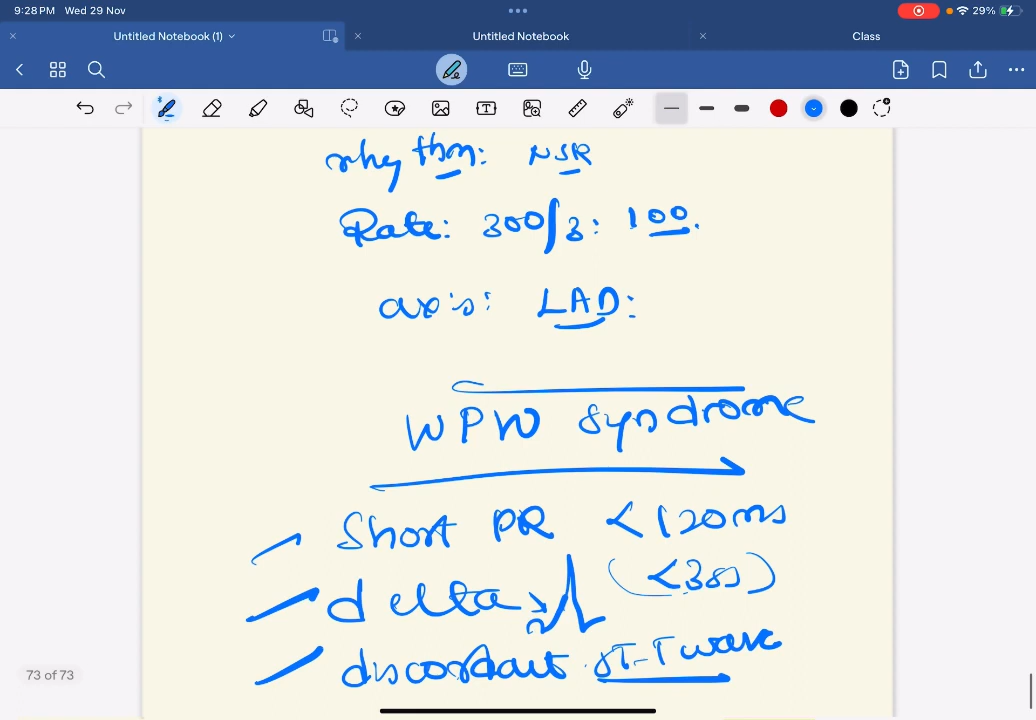 9:28 PM Wed 29 Nov
29%
Untitled Notebook (1)
Untitled Notebook
Class
rhythm: NSR
Rate: 300/3: 100.
axis: LAD:
WPW Syndrome
Short PR <120ms
delta
discordant ST-T wave
73 of 73